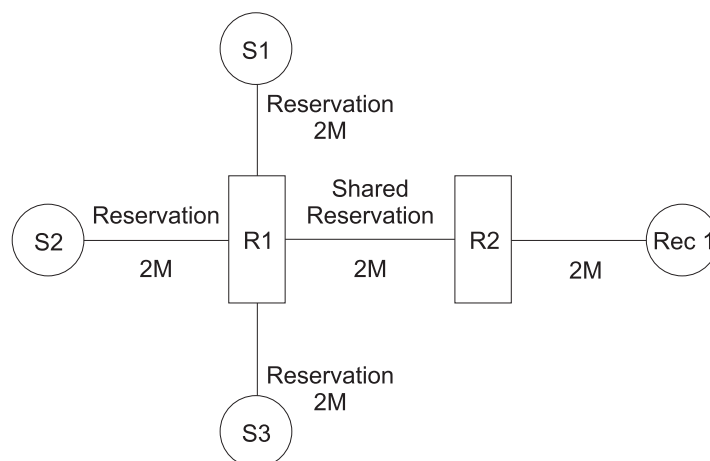 S1
Reservation
2M
Shared
Reservation
Reservation
S2
R1
R2
Rec 1
2M
2M
2M
Reservation
2M
S3